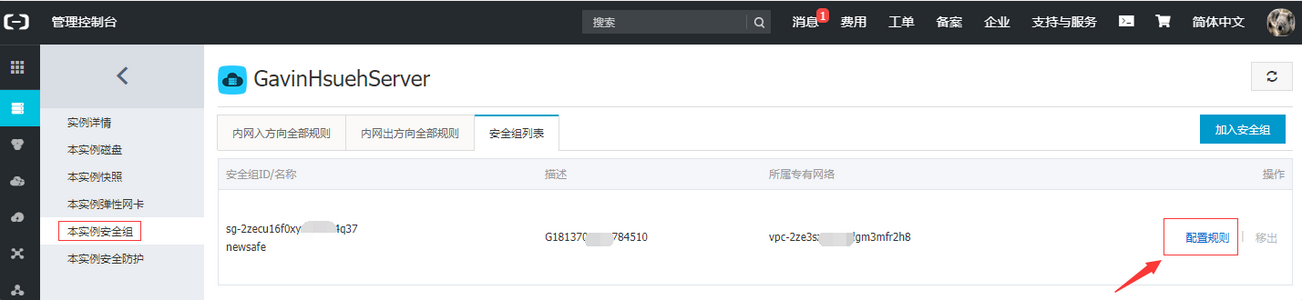 管理控制台
搜索
消息 1 费用 工单 备案 企业 支持与服务 简体中文
GavinHsuehServer
实例详情
本实例磁盘
本实例快照
本实例弹性网卡
本实例安全组
本实例安全防护
内网入方向全部规则 内网出方向全部规则 安全组列表 加入安全组
安全组ID/名称 描述 所属专有网络 操作
sg-2zecu16f0xy 4q37 G181370 784510 vpc-2ze3s lgm3mfr2h8 配置规则 移出
newsafe